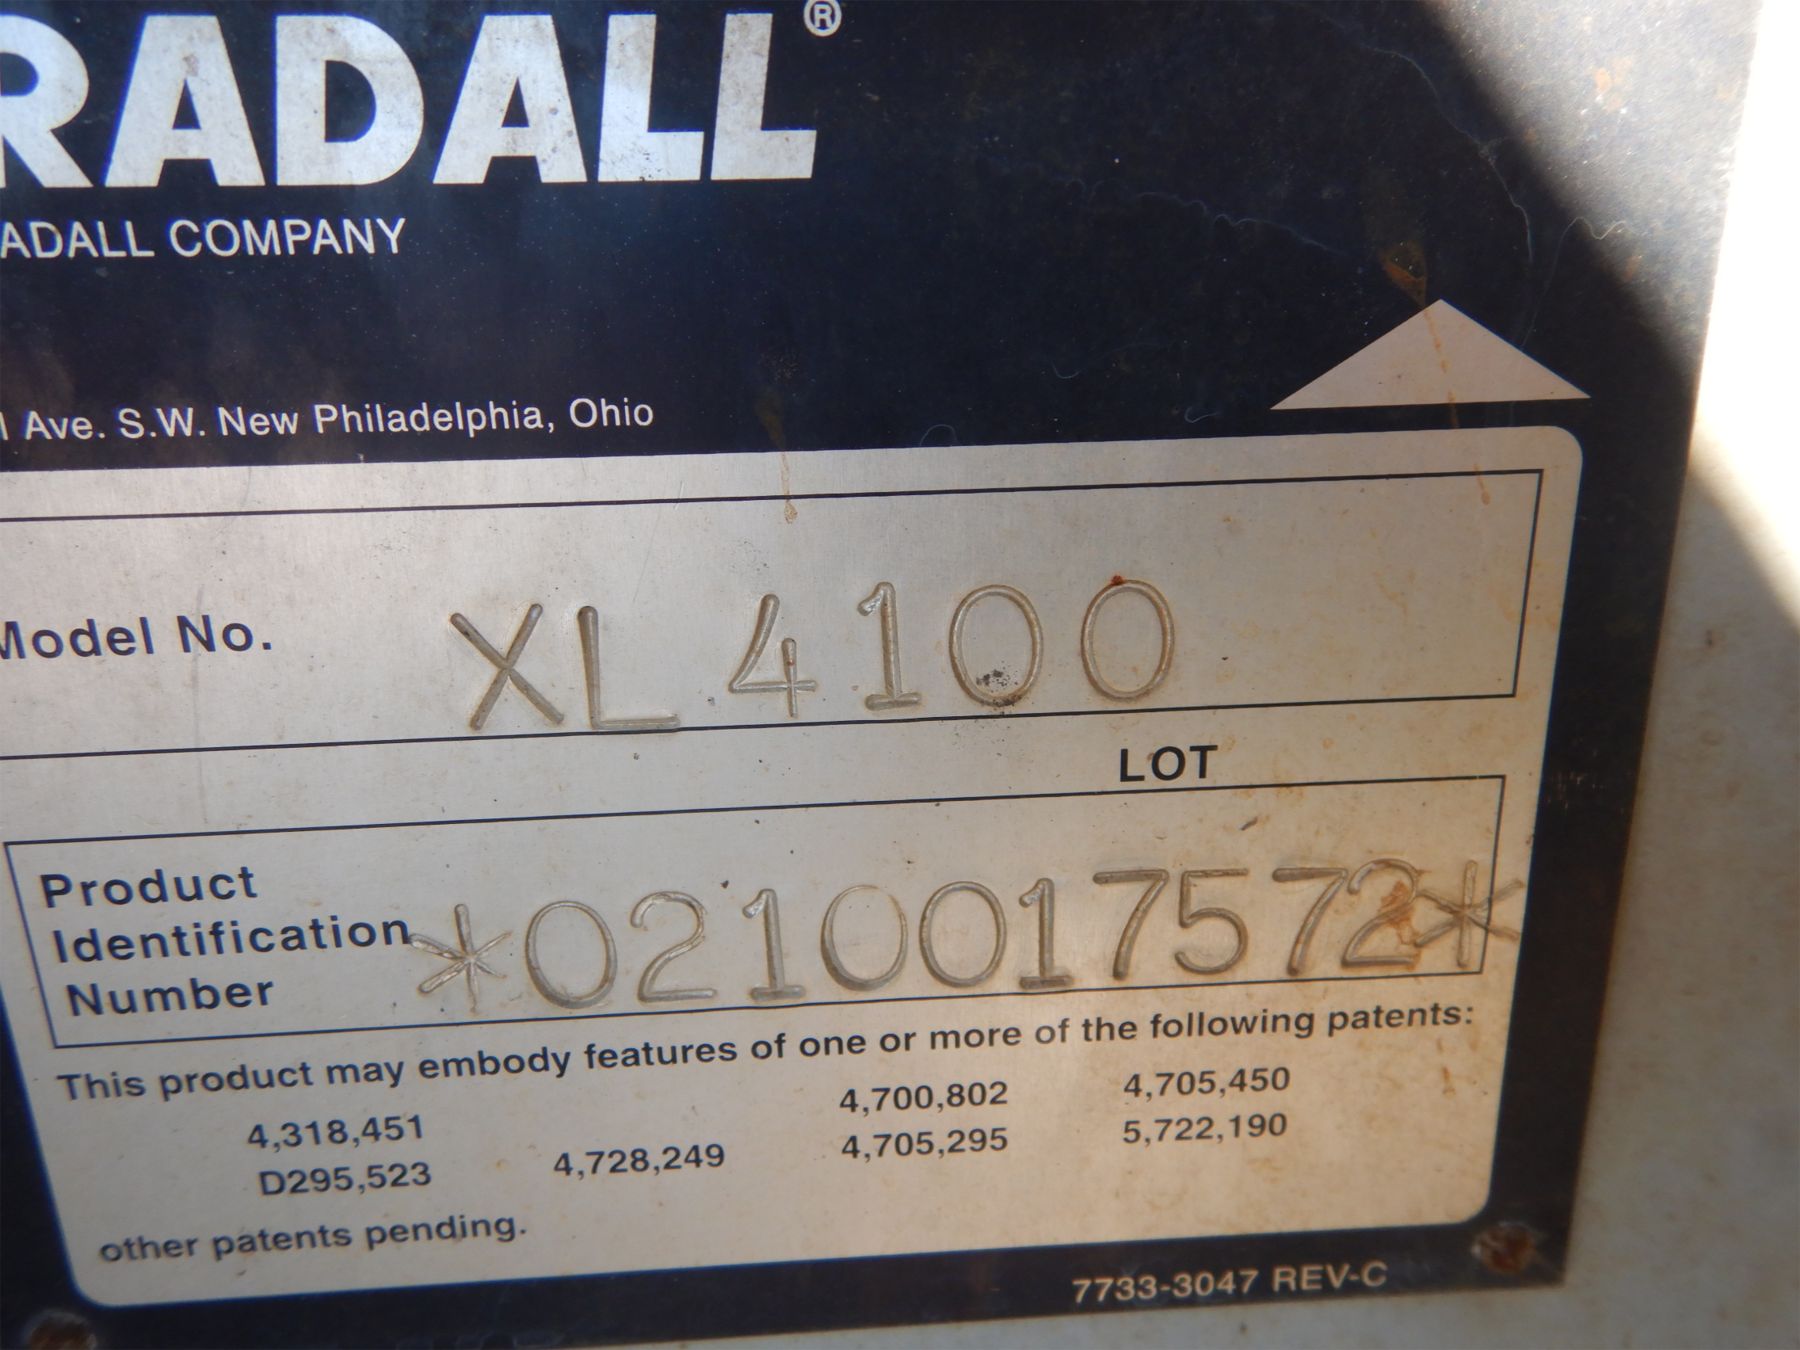 RADALL®
ADALL COMPANY
l Ave. S.W. New Philadelphia, Ohio
Model No. XL 4100
LOT
Product
Identification
Number *0210017572*
This product may embody features of one or more of the following patents:
4,318,451 4,700,802 4,705,450
D295,523 4,728,249 4,705,295 5,722,190
other patents pending.
7733-3047 REV-C